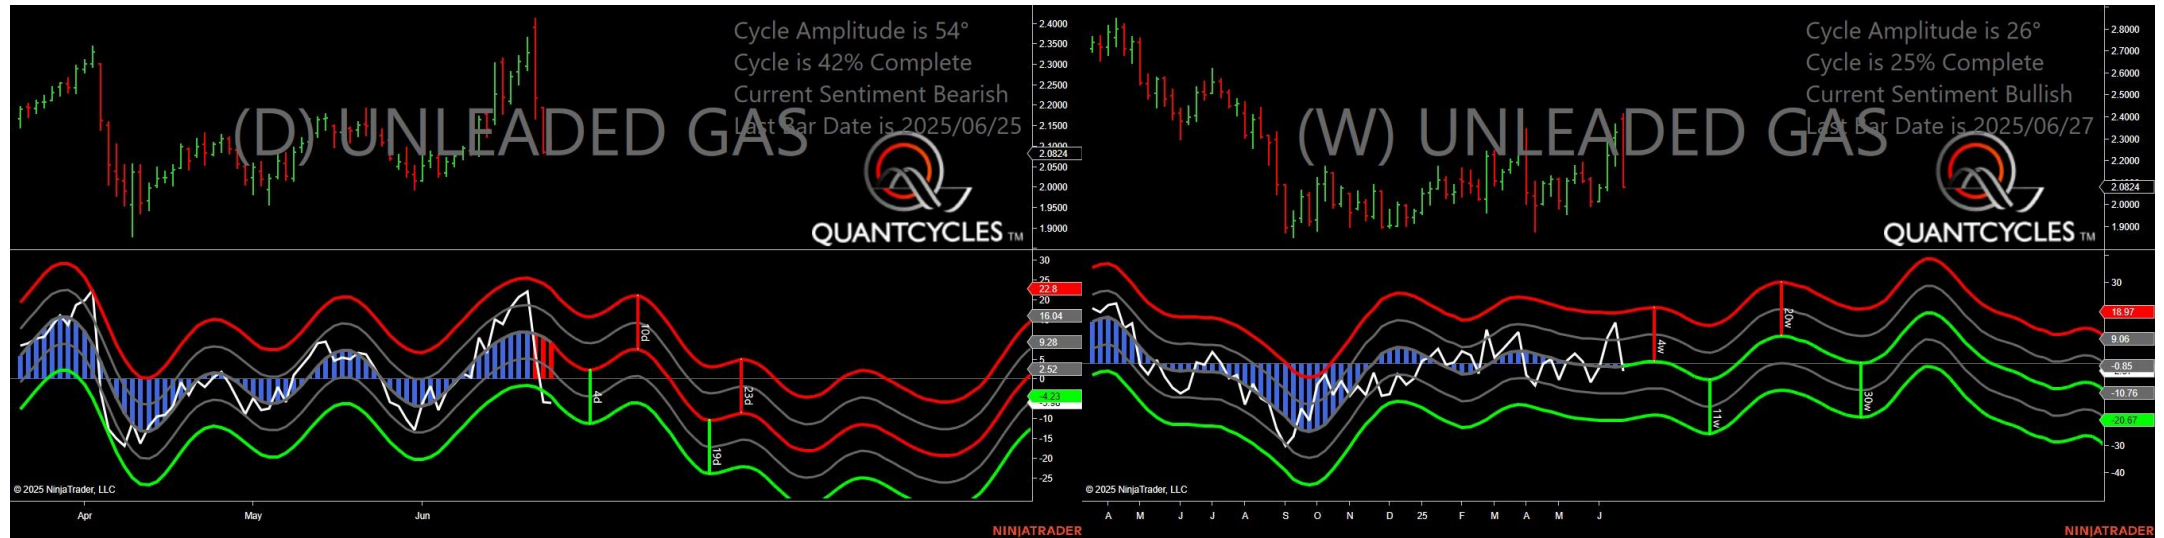 Cycle Amplitude is 54°
Cycle is 42% Complete
Current Sentiment Bearish
Last Bar Date is 2025/06/25
(D) UNLEADED GAS
QUANTCYCLES TM
2.4000
2.3500
2.3000
2.2500
2.2000
2.1500
2.0824
2.0500
2.0000
1.9500
1.9000
30
25
22.8
20
16.04
9.28
5
2.52
0
-4.23
-10
-15
-20
-25
4d
10d
19d
23d
© 2025 NinjaTrader, LLC
Apr
May
Jun
NINJATRADER
Cycle Amplitude is 26°
Cycle is 25% Complete
Current Sentiment Bullish
Last Bar Date is 2025/06/27
(W) UNLEADED GAS
QUANTCYCLES TM
2.8000
2.7000
2.6000
2.5000
2.4000
2.3000
2.2000
2.0824
2.0000
1.9000
30
18.97
9.06
-0.85
-10.76
-20.67
-30
-40
4w
11w
20w
30w
© 2025 NinjaTrader, LLC
A M J J A S O N D 25 F M A M J
NINJATRADER